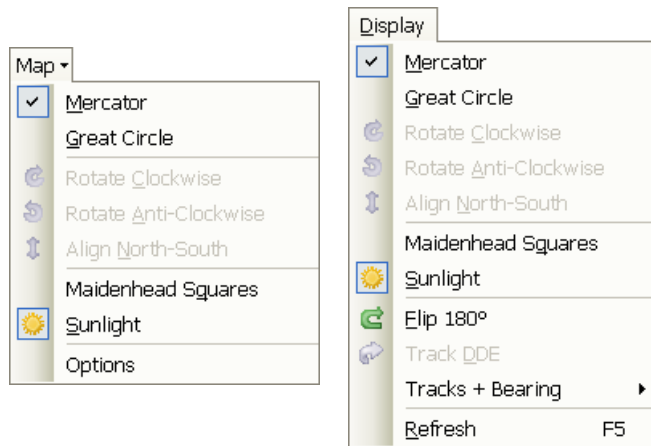 Map
Mercator
Great Circle
Rotate Clockwise
Rotate Anti-Clockwise
Align North-South
Maidenhead Squares
Sunlight
Options
Display
Mercator
Great Circle
Rotate Clockwise
Rotate Anti-Clockwise
Align North-South
Maidenhead Squares
Sunlight
Flip 180º
Track DDE
Tracks + Bearing
Refresh F5